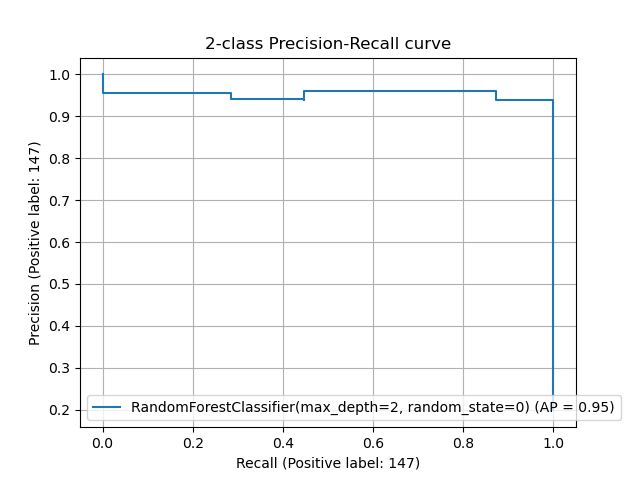 2-class Precision-Recall curve
Precision (Positive label: 147)
1.0
0.9
0.8
0.7
0.6
0.5
0.4
0.3
0.2
RandomForestClassifier(max_depth=2, random_state=0) (AP = 0.95)
0.0 0.2 0.4 0.6 0.8 1.0
Recall (Positive label: 147)